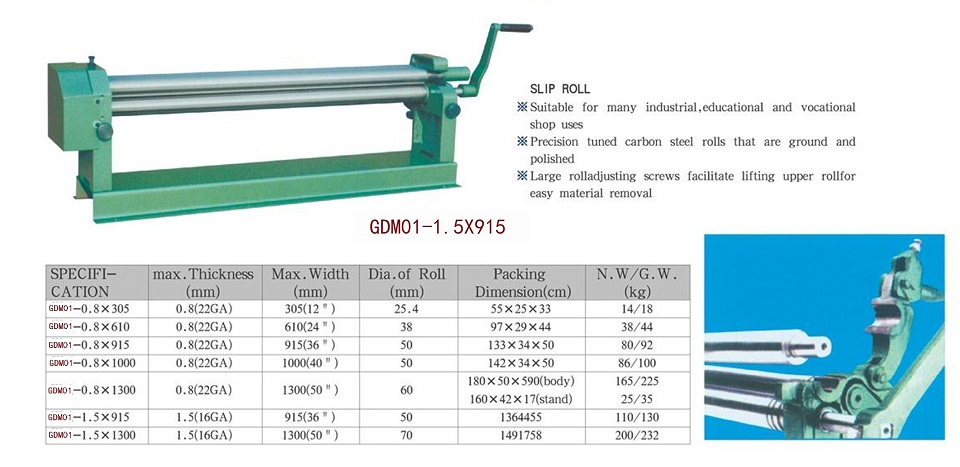 SLIP ROLL
※Suitable for many industrial,educational and vocational
shop uses
※Precision tuned carbon steel rolls that are ground and
polished
※Large rolladjusting screws facilitate lifting upper rollfor
easy material removal
GDM01-1.5X915
SPECIFI-CATION max.Thickness (mm) Max.Width (mm) Dia.of Roll (mm) Packing Dimension(cm) N.W/G.W. (kg)
GDM01-0.8×305 0.8(22GA) 305(12") 25.4 55×25×33 14/18
GDM01-0.8×610 0.8(22GA) 610(24") 38 97×29×44 38/44
GDM01-0.8×915 0.8(22GA) 915(36") 50 133×34×50 80/92
GDM01-0.8×1000 0.8(22GA) 1000(40") 50 142×34×50 86/100
GDM01-0.8×1300 0.8(22GA) 1300(50") 60 180×50×590(body) 165/225
160×42×17(stand) 25/35
GDM01-1.5×915 1.5(16GA) 915(36") 50 1364455 110/130
GDM01-1.5×1300 1.5(16GA) 1300(50") 70 1491758 200/232